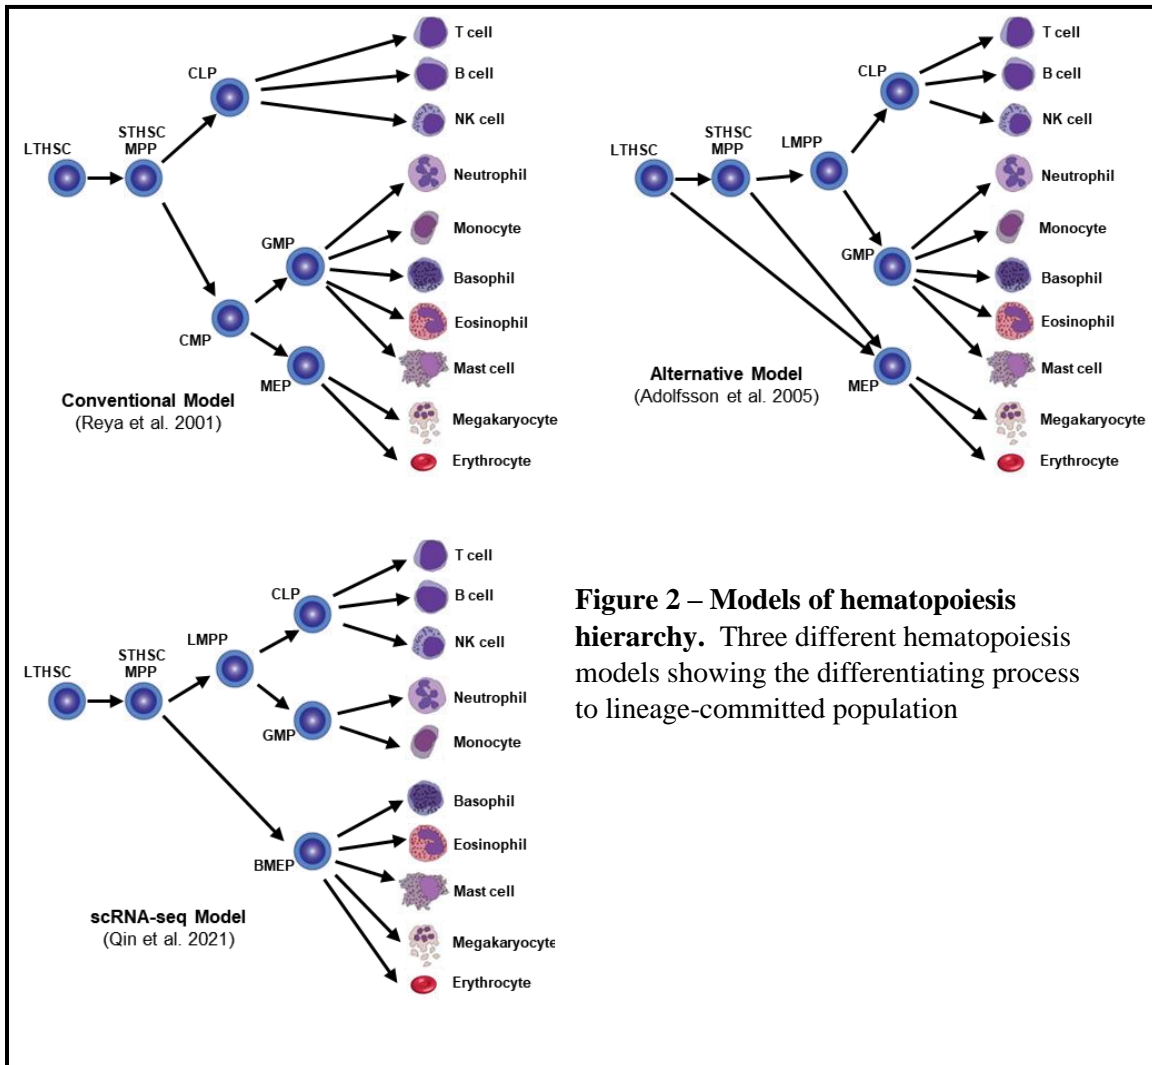 T cell
CLP
B cell
STHSC
MPP
NK cell
LTHSC
Neutrophil
Monocyte
GMP
Basophil
Eosinophil
CMP
MEP
Mast cell
Conventional Model
(Reya et al. 2001)
Megakaryocyte
Erythrocyte
T cell
CLP
B cell
STHSC
MPP
NK cell
LMPP
LTHSC
Neutrophil
Monocyte
GMP
Basophil
Eosinophil
Mast cell
MEP
Alternative Model
(Adolfsson et al. 2005)
Megakaryocyte
Erythrocyte
T cell
CLP
B cell
LMPP
STHSC
MPP
NK cell
LTHSC
Neutrophil
GMP
Monocyte
Basophil
Eosinophil
BMEP
Mast cell
scRNA-seq Model
(Qin et al. 2021)
Megakaryocyte
Erythrocyte
Figure 2 – Models of hematopoiesis
hierarchy. Three different hematopoiesis
models showing the differentiating process
to lineage-committed population